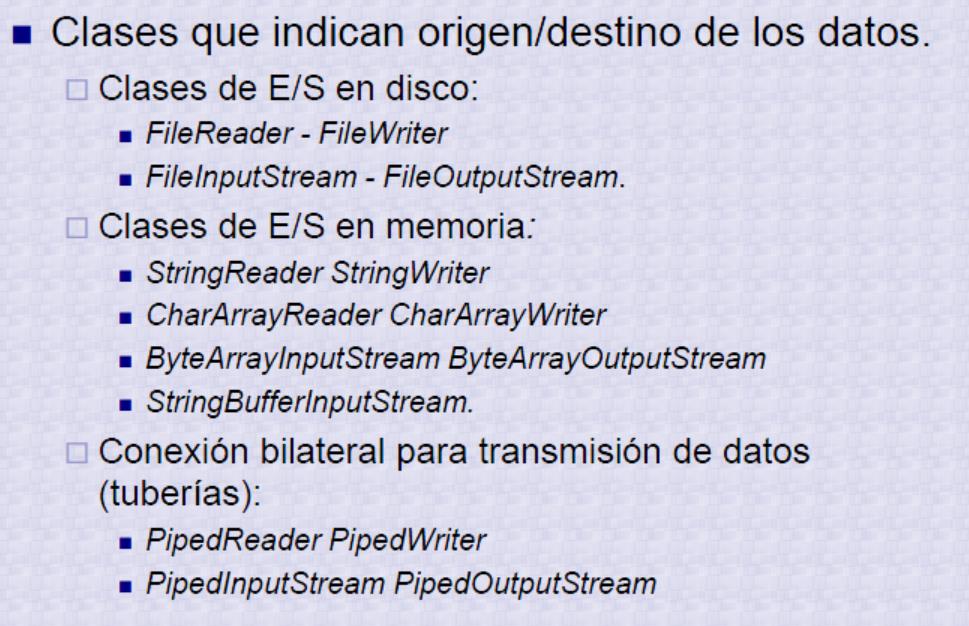 Clases que indican origen/destino de los datos.
Clases de E/S en disco:
FileReader - FileWriter
FileInputStream - FileOutputStream.
Clases de E/S en memoria:
StringReader StringWriter
CharArrayReader CharArrayWriter
ByteArrayInputStream ByteArrayOutputStream
StringBufferInputStream.
Conexión bilateral para transmisión de datos
(tuberías):
PipedReader PipedWriter
PipedInputStream PipedOutputStream